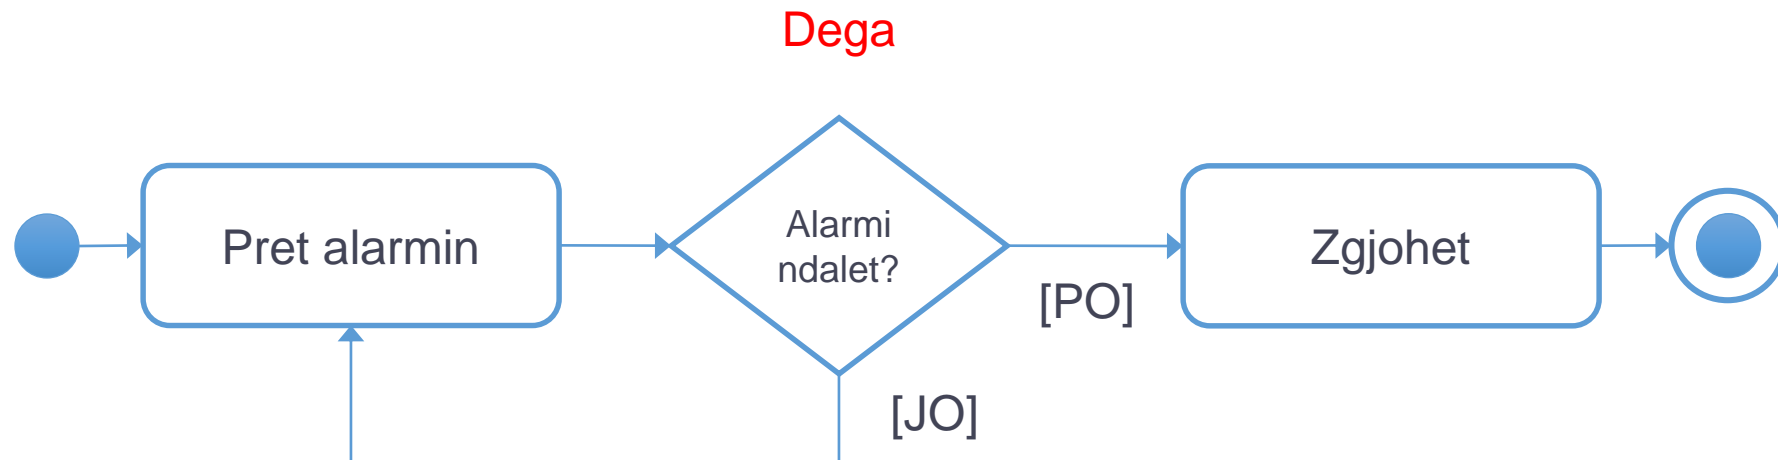 Dega
Pret alarmin
Alarmi
ndalet?
[PO]
Zgjohet
[JO]